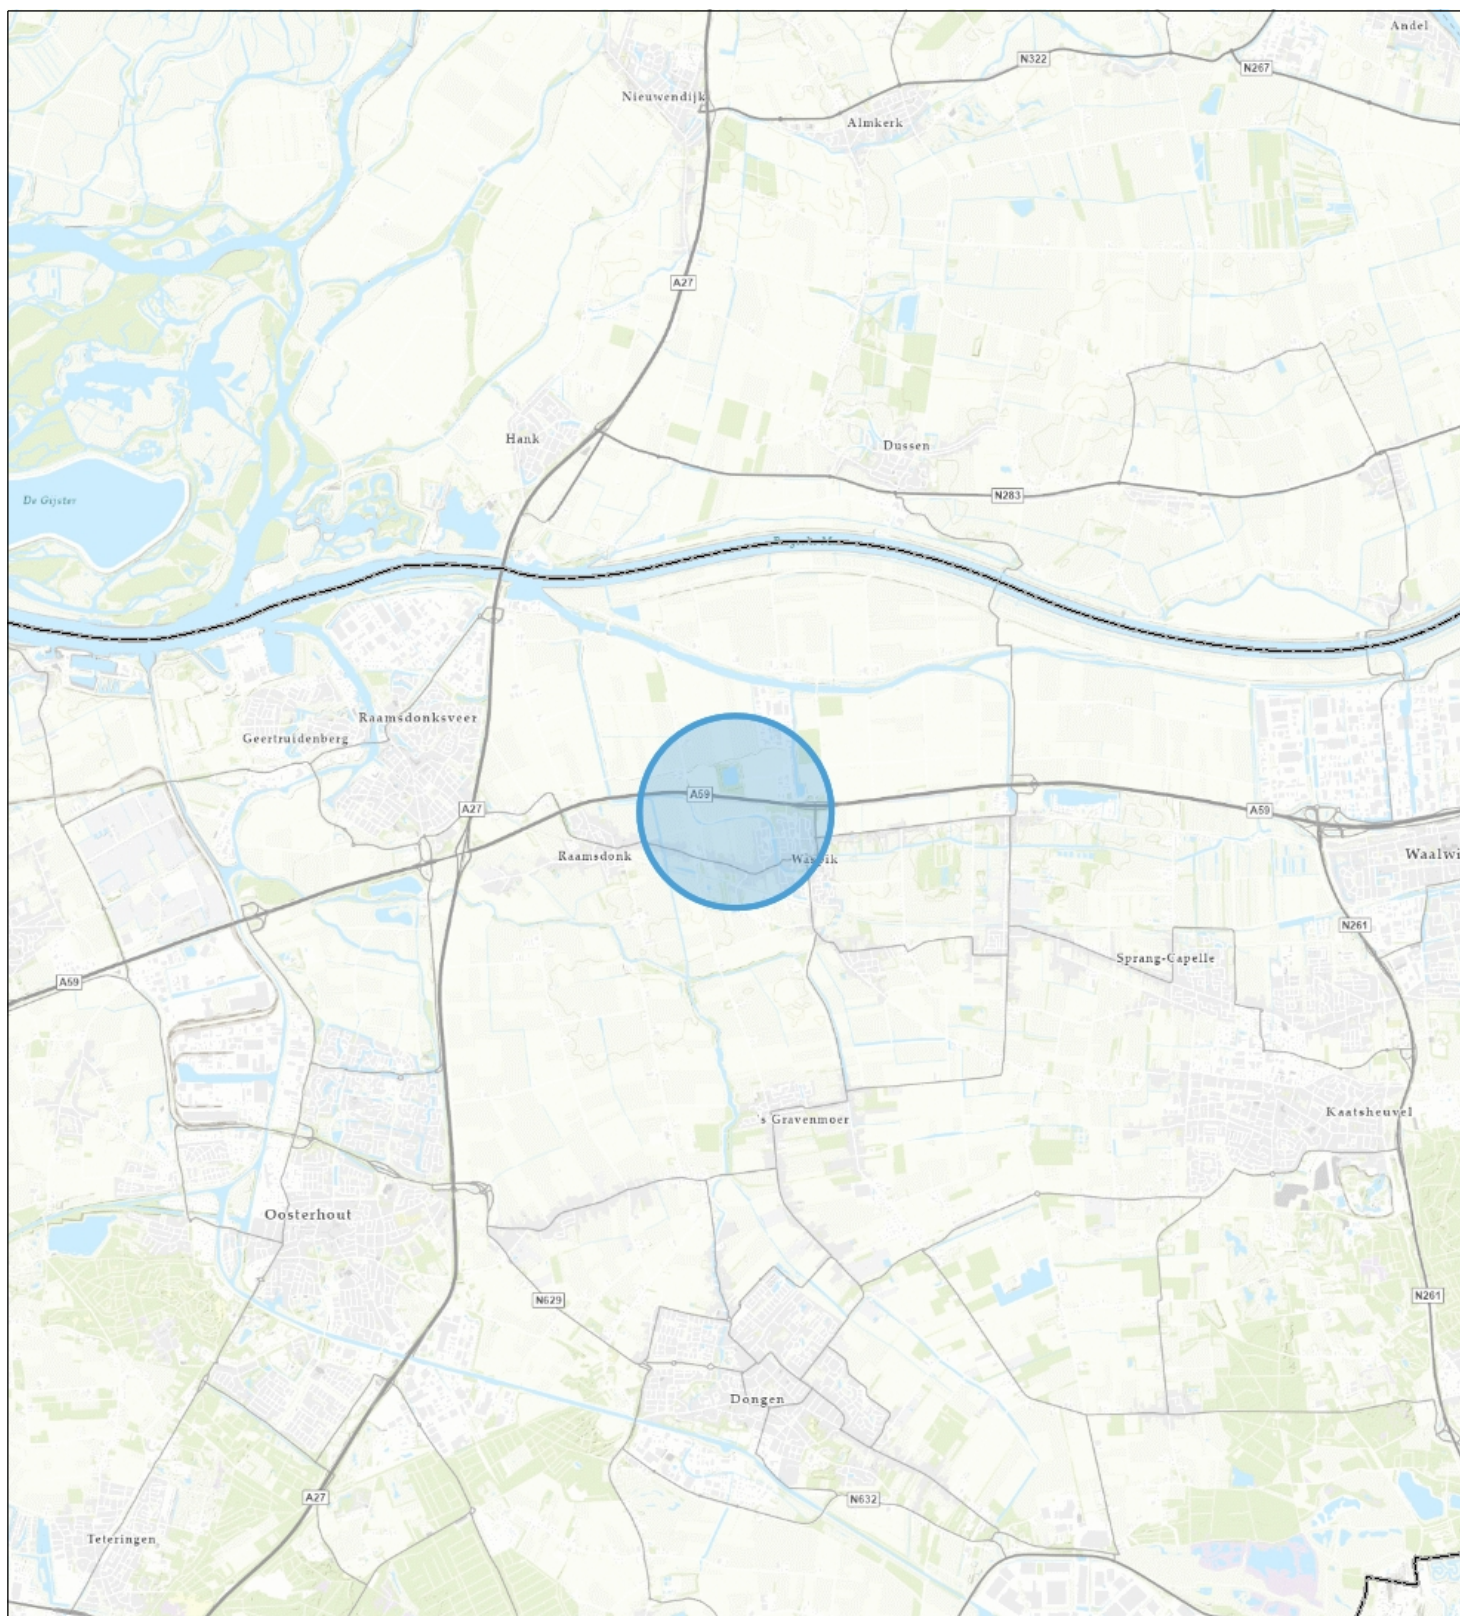 Andel
N322
N267
Nieuwendijk
Almkerk
A27
Hank
Dussen
De Gijster
N283
Raamsdonksveer
Geertruidenberg
A59
A27
A59
Raamsdonk
Waspik
Waalwi
N261
Sprang-Capelle
A59
's Gravenmoer
Kaatsheuvel
Oosterhout
N629
N261
Dongen
A27
N632
Teteringen